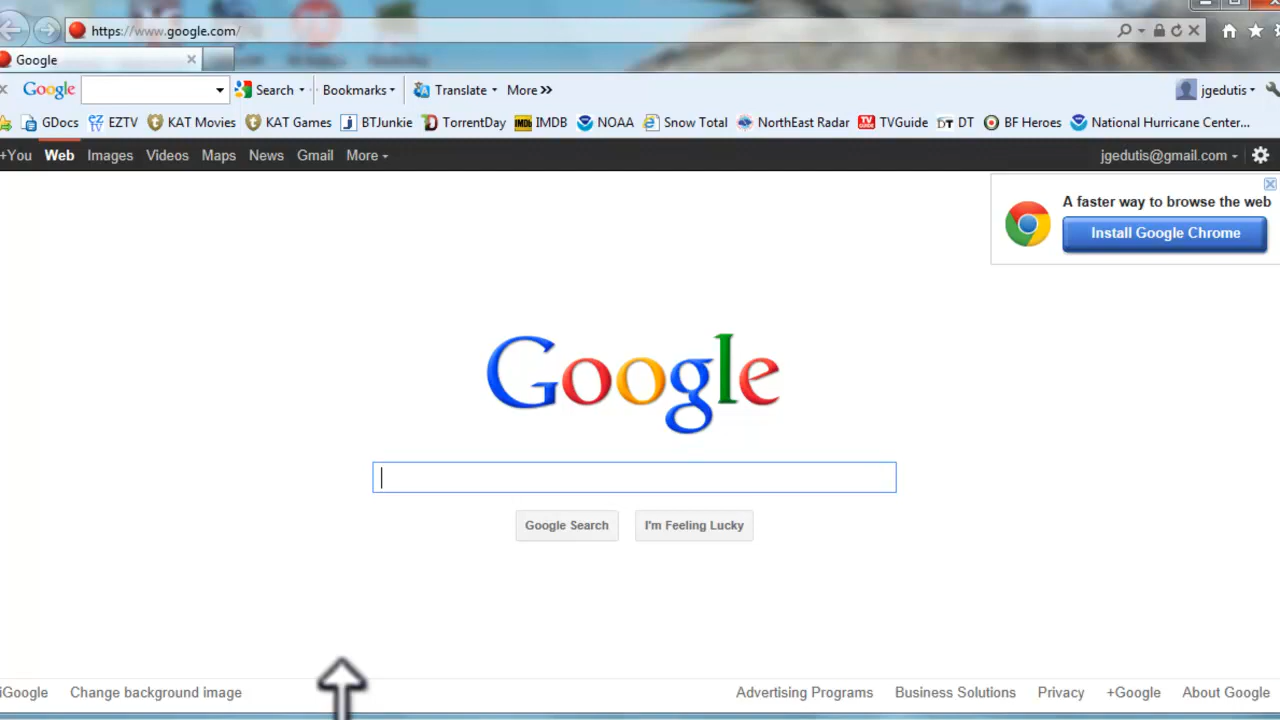 https://www.google.com/
Google
Google Search Bookmarks Translate More >> jgedutis
GDocs EZTV KAT Movies KAT Games BTJunkie TorrentDay IMDB NOAA Snow Total NorthEast Radar TVGuide DT BF Heroes National Hurricane Center...
+You Web Images Videos Maps News Gmail More jgedutis@gmail.com
A faster way to browse the web
Install Google Chrome
Google
Google Search I'm Feeling Lucky
iGoogle Change background image Advertising Programs Business Solutions Privacy +Google About Google